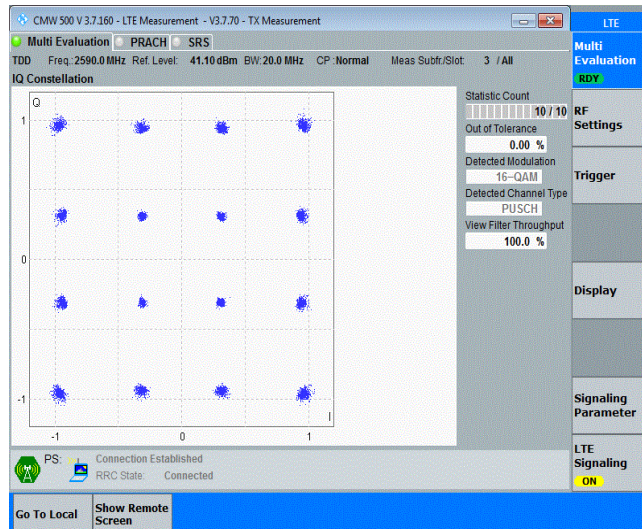 CMW 500 V 3.7.160 - LTE Measurement - V3.7.70 - TX Measurement
LTE
Multi Evaluation PRACH SRS
Multi
Evaluation
RDY
TDD Freq.:2590.0 MHz Ref. Level: 41.10 dBm BW:20.0 MHz CP :Normal Meas Subfr./Slot: 3 / All
IQ Constellation
Statistic Count
10 / 10
Out of Tolerance
0.00 %
Detected Modulation
16-QAM
Detected Channel Type
PUSCH
View Filter Throughput
100.0 %
RF
Settings
Trigger
Display
Signaling
Parameter
LTE
Signaling
ON
Q
1
0
-1
I
-1 0 1
PS: Connection Established
RRC State: Connected
Go To Local
Show Remote
Screen